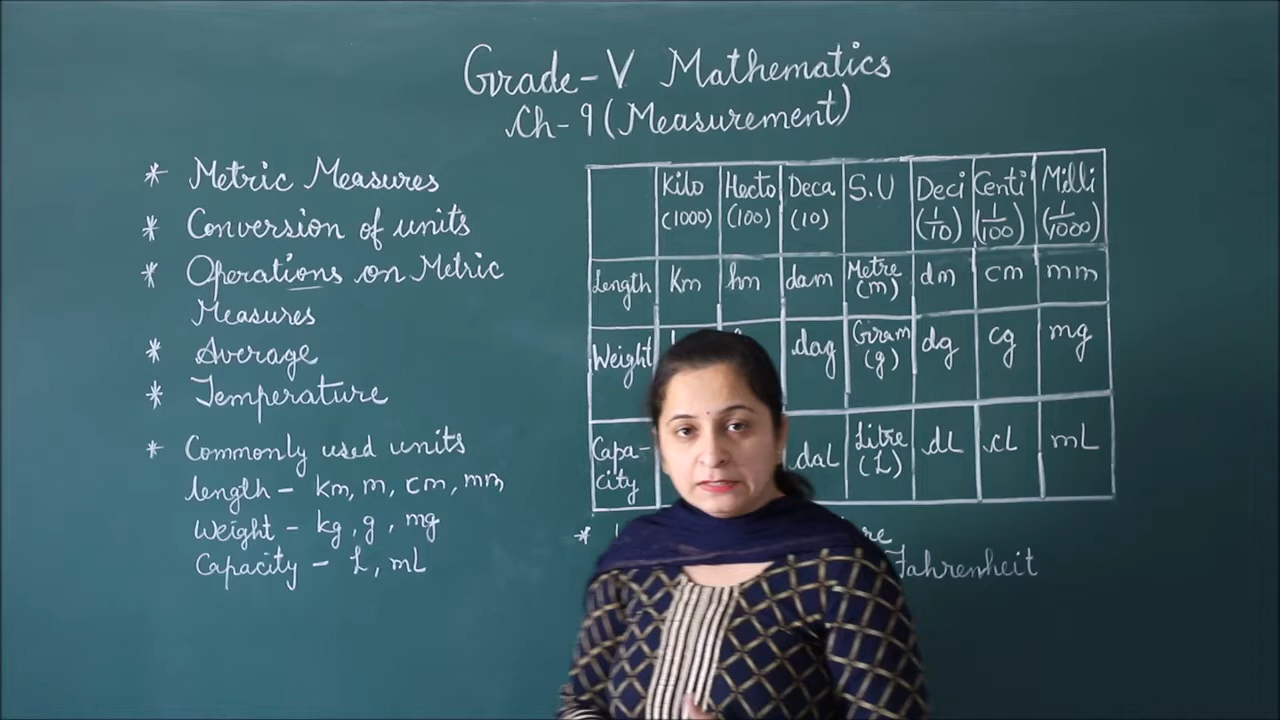 Grade-V Mathematics
Ch-9 (Measurement)
* Metric Measures
* Conversion of units
* Operations on Metric
Measures
* Average
* Temperature
* Commonly used units
Length - km, m, cm, mm
Weight - kg, g, mg
Capacity - L, mL
Kilo Hecto Deca S.U Deci Centi Milli
(1000) (100) (10) (1/10) (1/100) (1/1000)
Length Km hm dam Metre (m) dm cm mm
Weight dag Gram (g) dg cg mg
Capa-
city daL Litre (L) dL cL mL
*
Fahrenheit